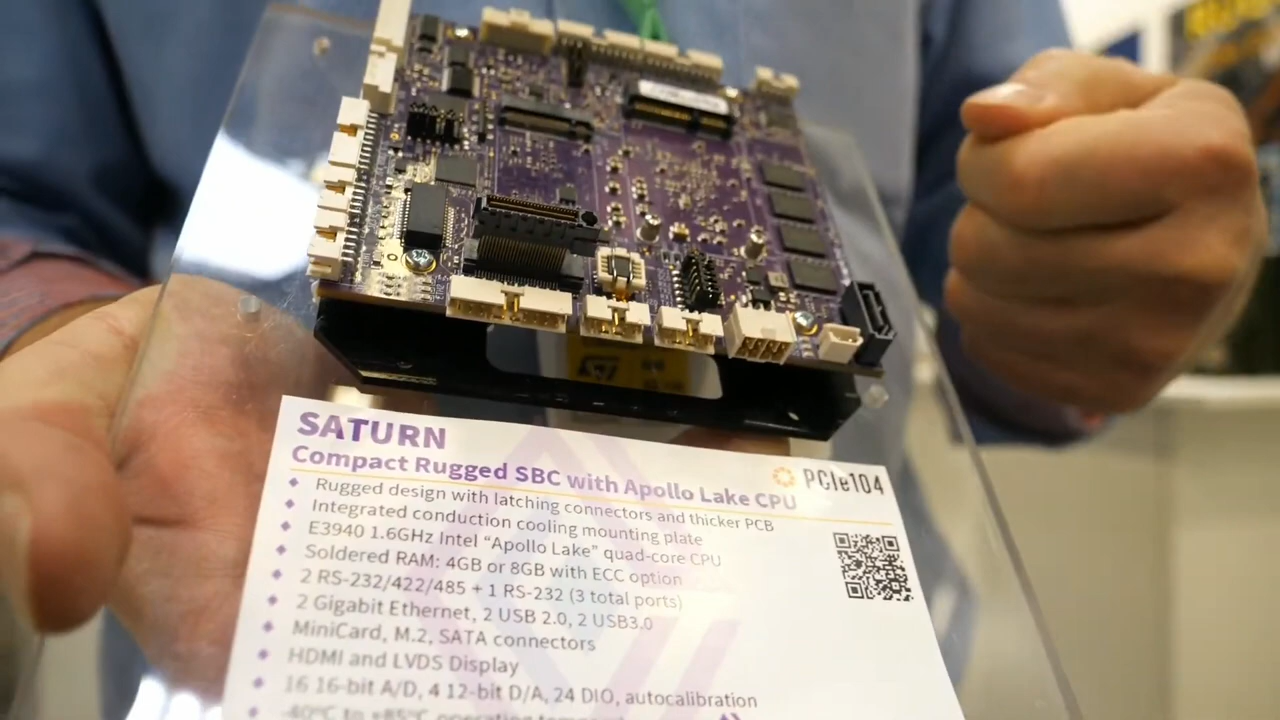 SATURN
Compact Rugged SBC with Apollo Lake CPU
PCIe104
Rugged design with latching connectors and thicker PCB
Integrated conduction cooling mounting plate
E3940 1.6GHz Intel “Apollo Lake” quad-core CPU
Soldered RAM: 4GB or 8GB with ECC option
2 RS-232/422/485 + 1 RS-232 (3 total ports)
2 Gigabit Ethernet, 2 USB 2.0, 2 USB3.0
MiniCard, M.2, SATA connectors
HDMI and LVDS Display
16 16-bit A/D, 4 12-bit D/A, 24 DIO, autocalibration
-40°C to +85°C operating